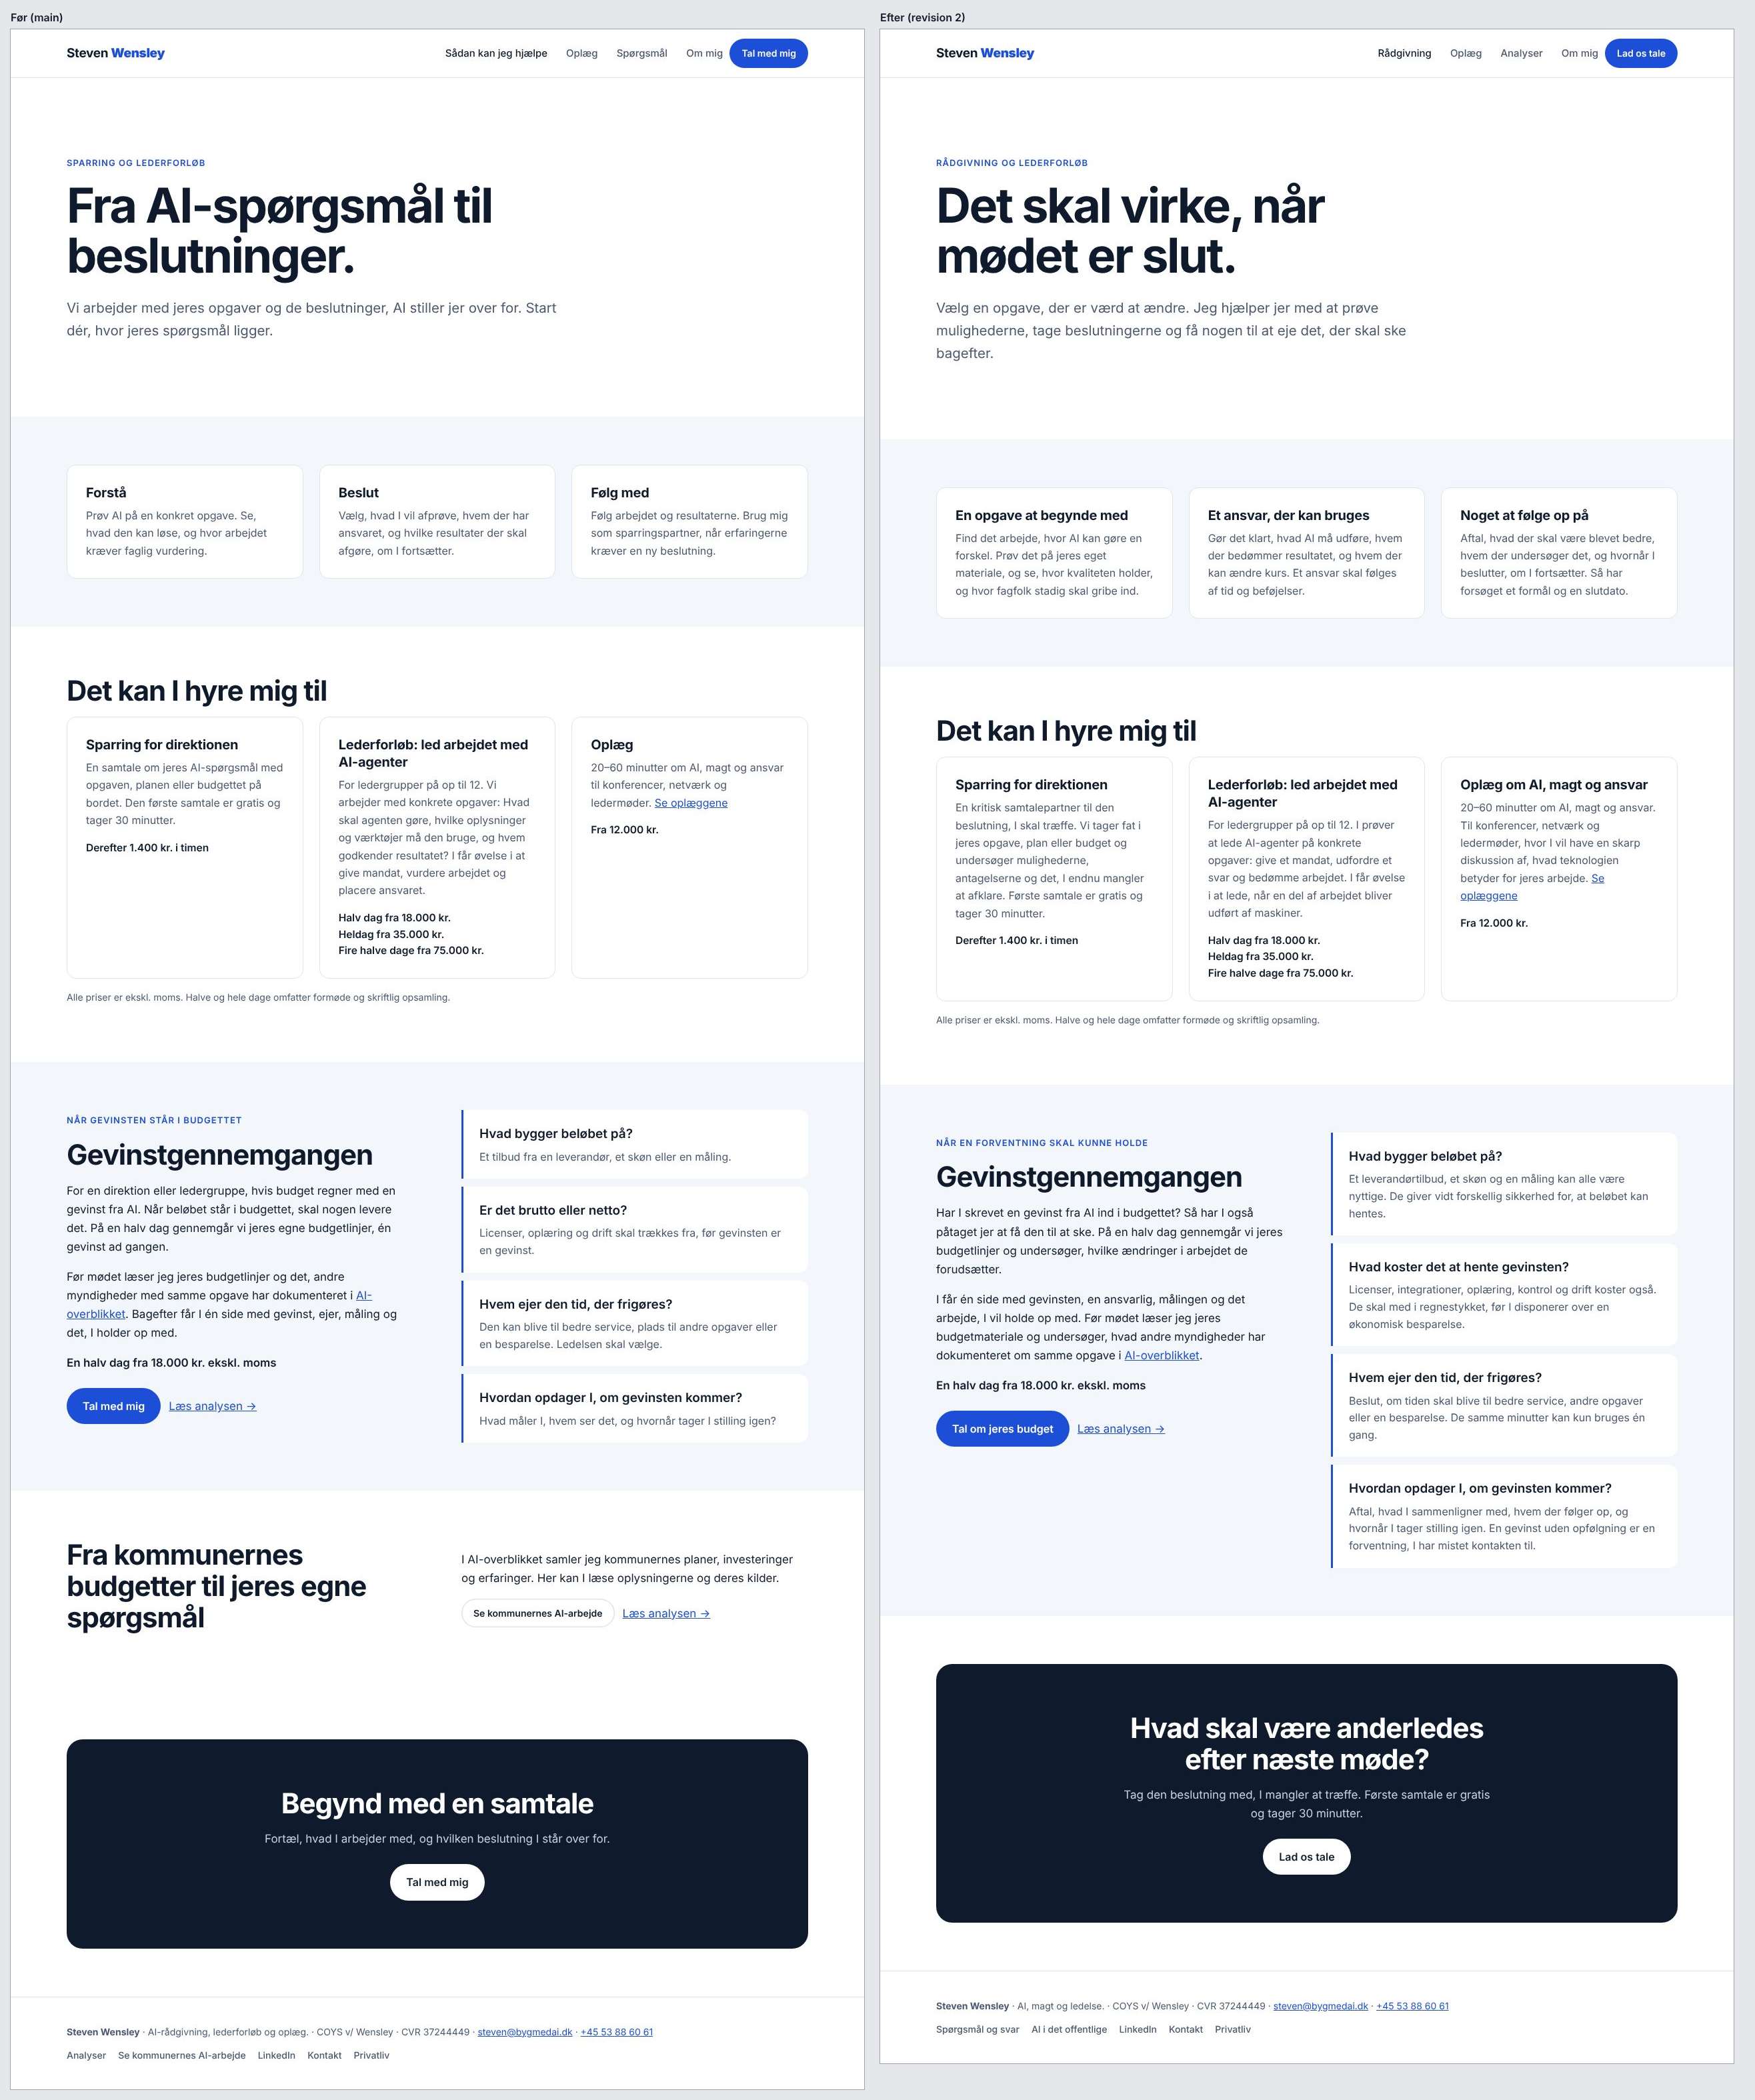 Før (main)
Steven Wensley
Sådan kan jeg hjælpe
Oplæg
Spørgsmål
Om mig
Tal med mig
SPARRING OG LEDERFORLØB
Fra AI-spørgsmål til
beslutninger.
Vi arbejder med jeres opgaver og de beslutninger, AI stiller jer over for. Start
dér, hvor jeres spørgsmål ligger.
Forstå
Prøv AI på en konkret opgave. Se,
hvad den kan løse, og hvor arbejdet
kræver faglig vurdering.
Beslut
Vælg, hvad I vil afprøve, hvem der har
ansvaret, og hvilke resultater der skal
afgøre, om I fortsætter.
Følg med
Følg arbejdet og resultaterne. Brug mig
som sparringspartner, når erfaringerne
kræver en ny beslutning.
Det kan I hyre mig til
Sparring for direktionen
En samtale om jeres AI-spørgsmål med
opgaven, planen eller budgettet på
bordet. Den første samtale er gratis og
tager 30 minutter.
Derefter 1.400 kr. i timen
Lederforløb: led arbejdet med
AI-agenter
For ledergrupper på op til 12. Vi
arbejder med konkrete opgaver: Hvad
skal agenten gøre, hvilke oplysninger
og værktøjer må den bruge, og hvem
godkender resultatet? I får øvelse i at
give mandat, vurdere arbejdet og
placere ansvaret.
Halv dag fra 18.000 kr.
Heldag fra 35.000 kr.
Fire halve dage fra 75.000 kr.
Oplæg
20–60 minutter om AI, magt og ansvar
til konferencer, netværk og
ledermøder. Se oplæggene
Fra 12.000 kr.
Alle priser er ekskl. moms. Halve og hele dage omfatter formøde og skriftlig opsamling.
NÅR GEVINSTEN STÅR I BUDGETTET
Gevinstgennemgangen
For en direktion eller ledergruppe, hvis budget regner med en
gevinst fra AI. Når beløbet står i budgettet, skal nogen levere
det. På en halv dag gennemgår vi jeres egne budgetlinjer, én
gevinst ad gangen.
Før mødet læser jeg jeres budgetlinjer og det, andre
myndigheder med samme opgave har dokumenteret i AI-
overblikket. Bagefter får I én side med gevinst, ejer, måling og
det, I holder op med.
En halv dag fra 18.000 kr. ekskl. moms
Tal med mig
Læs analysen →
Hvad bygger beløbet på?
Et tilbud fra en leverandør, et skøn eller en måling.
Er det brutto eller netto?
Licenser, oplæring og drift skal trækkes fra, før gevinsten er
en gevinst.
Hvem ejer den tid, der frigøres?
Den kan blive til bedre service, plads til andre opgaver eller
en besparelse. Ledelsen skal vælge.
Hvordan opdager I, om gevinsten kommer?
Hvad måler I, hvem ser det, og hvornår tager I stilling igen?
Fra kommunernes
budgetter til jeres egne
spørgsmål
I AI-overblikket samler jeg kommunernes planer, investeringer
og erfaringer. Her kan I læse oplysningerne og deres kilder.
Se kommunernes AI-arbejde
Læs analysen →
Begynd med en samtale
Fortæl, hvad I arbejder med, og hvilken beslutning I står over for.
Tal med mig
Steven Wensley · AI-rådgivning, lederforløb og oplæg. · COYS v/ Wensley · CVR 37244449 · steven@bygmedai.dk · +45 53 88 60 61
Analyser
Se kommunernes AI-arbejde
LinkedIn
Kontakt
Privatliv
Efter (revision 2)
Steven Wensley
Rådgivning
Oplæg
Analyser
Om mig
Lad os tale
RÅDGIVNING OG LEDERFORLØB
Det skal virke, når
mødet er slut.
Vælg en opgave, der er værd at ændre. Jeg hjælper jer med at prøve
mulighederne, tage beslutningerne og få nogen til at eje det, der skal ske
bagefter.
En opgave at begynde med
Find det arbejde, hvor AI kan gøre en
forskel. Prøv det på jeres eget
materiale, og se, hvor kvaliteten holder,
og hvor fagfolk stadig skal gribe ind.
Et ansvar, der kan bruges
Gør det klart, hvad AI må udføre, hvem
der bedømmer resultatet, og hvem der
kan ændre kurs. Et ansvar skal følges
af tid og beføjelser.
Noget at følge op på
Aftal, hvad der skal være blevet bedre,
hvem der undersøger det, og hvornår I
beslutter, om I fortsætter. Så har
forsøget et formål og en slutdato.
Det kan I hyre mig til
Sparring for direktionen
En kritisk samtalepartner til den
beslutning, I skal træffe. Vi tager fat i
jeres opgave, plan eller budget og
undersøger mulighederne,
antagelserne og det, I endnu mangler
at afklare. Første samtale er gratis og
tager 30 minutter.
Derefter 1.400 kr. i timen
Lederforløb: led arbejdet med
AI-agenter
For ledergrupper på op til 12. I prøver
at lede AI-agenter på konkrete
opgaver: give et mandat, udfordre et
svar og bedømme arbejdet. I får øvelse
i at lede, når en del af arbejdet bliver
udført af maskiner.
Halv dag fra 18.000 kr.
Heldag fra 35.000 kr.
Fire halve dage fra 75.000 kr.
Oplæg om AI, magt og ansvar
20–60 minutter om AI, magt og ansvar.
Til konferencer, netværk og
ledermøder, hvor I vil have en skarp
diskussion af, hvad teknologien
betyder for jeres arbejde. Se
oplæggene
Fra 12.000 kr.
Alle priser er ekskl. moms. Halve og hele dage omfatter formøde og skriftlig opsamling.
NÅR EN FORVENTNING SKAL KUNNE HOLDE
Gevinstgennemgangen
Har I skrevet en gevinst fra AI ind i budgettet? Så har I også
påtaget jer at få den til at ske. På en halv dag gennemgår vi jeres
budgetlinjer og undersøger, hvilke ændringer i arbejdet de
forudsætter.
I får én side med gevinsten, en ansvarlig, målingen og det
arbejde, I vil holde op med. Før mødet læser jeg jeres
budgetmateriale og undersøger, hvad andre myndigheder har
dokumenteret om samme opgave i AI-overblikket.
En halv dag fra 18.000 kr. ekskl. moms
Tal om jeres budget
Læs analysen →
Hvad bygger beløbet på?
Et leverandørtilbud, et skøn og en måling kan alle være
nyttige. De giver vidt forskellig sikkerhed for, at beløbet kan
hentes.
Hvad koster det at hente gevinsten?
Licenser, integrationer, oplæring, kontrol og drift koster også.
De skal med i regnestykket, før I disponerer over en
økonomisk besparelse.
Hvem ejer den tid, der frigøres?
Beslut, om tiden skal blive til bedre service, andre opgaver
eller en besparelse. De samme minutter kan kun bruges én
gang.
Hvordan opdager I, om gevinsten kommer?
Aftal, hvad I sammenligner med, hvem der følger op, og
hvornår I tager stilling igen. En gevinst uden opfølgning er en
forventning, I har mistet kontakten til.
Hvad skal være anderledes
efter næste møde?
Tag den beslutning med, I mangler at træffe. Første samtale er gratis
og tager 30 minutter.
Lad os tale
Steven Wensley · AI, magt og ledelse. · COYS v/ Wensley · CVR 37244449 · steven@bygmedai.dk · +45 53 88 60 61
Spørgsmål og svar
AI i det offentlige
LinkedIn
Kontakt
Privatliv